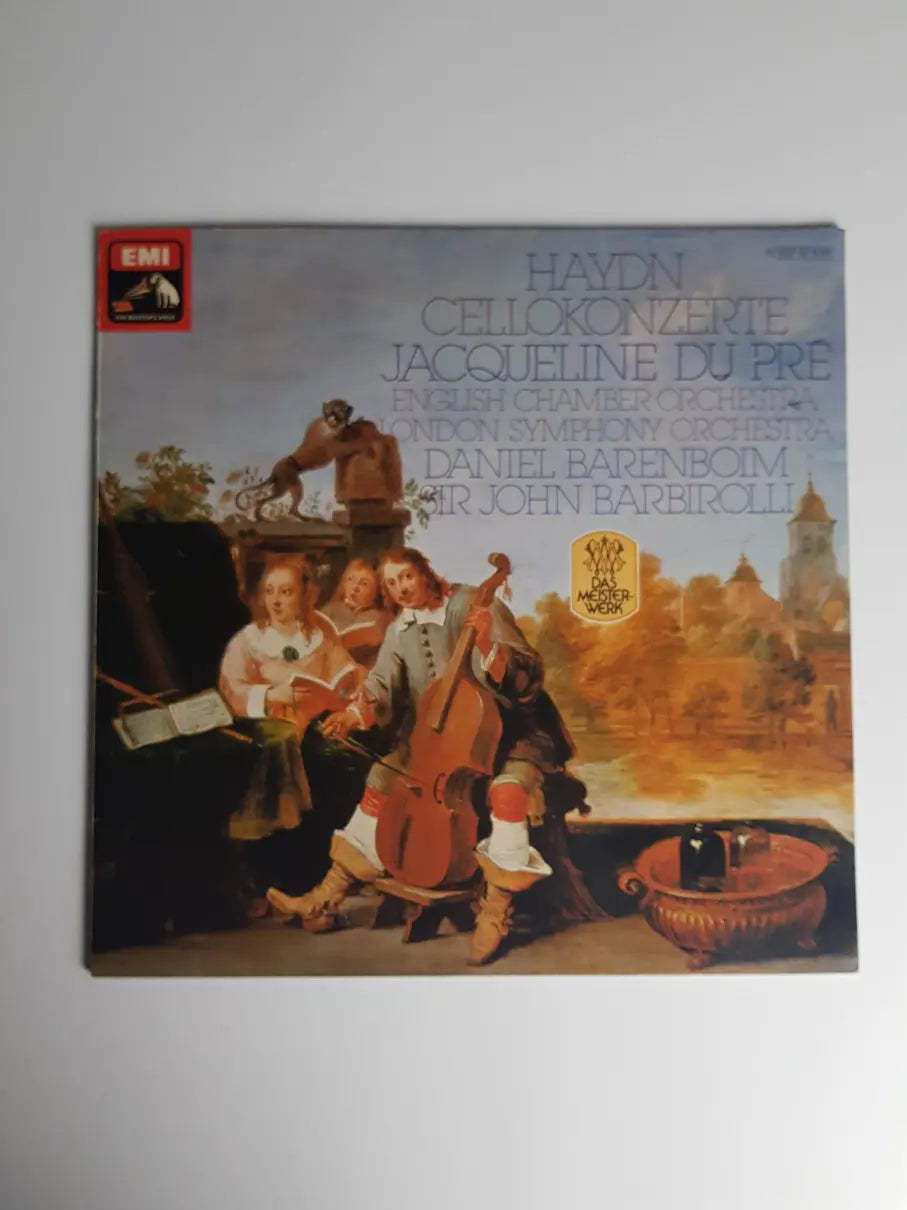 EMI
HAYDN
CELLOKONZERTE
JACQUELINE DU PRÉ
ENGLISH CHAMBER ORCHESTRA
LONDON SYMPHONY ORCHESTRA
DANIEL BARENBOIM
SIR JOHN BARBIROLLI
DAS
MEISTER-
WERK